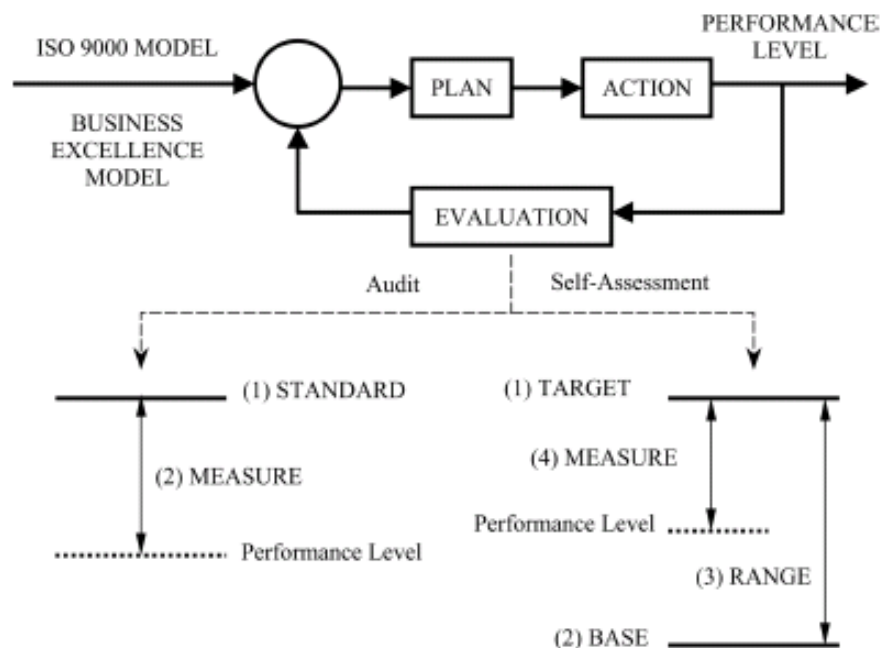 PERFORMANCE
LEVEL
ISO 9000 MODEL
PLAN
ACTION
BUSINESS
EXCELLENCE
MODEL
EVALUATION
Audit
Self-Assessment
(1) STANDARD
(2) MEASURE
Performance Level
(1) TARGET
(4) MEASURE
Performance Level
(3) RANGE
(2) BASE